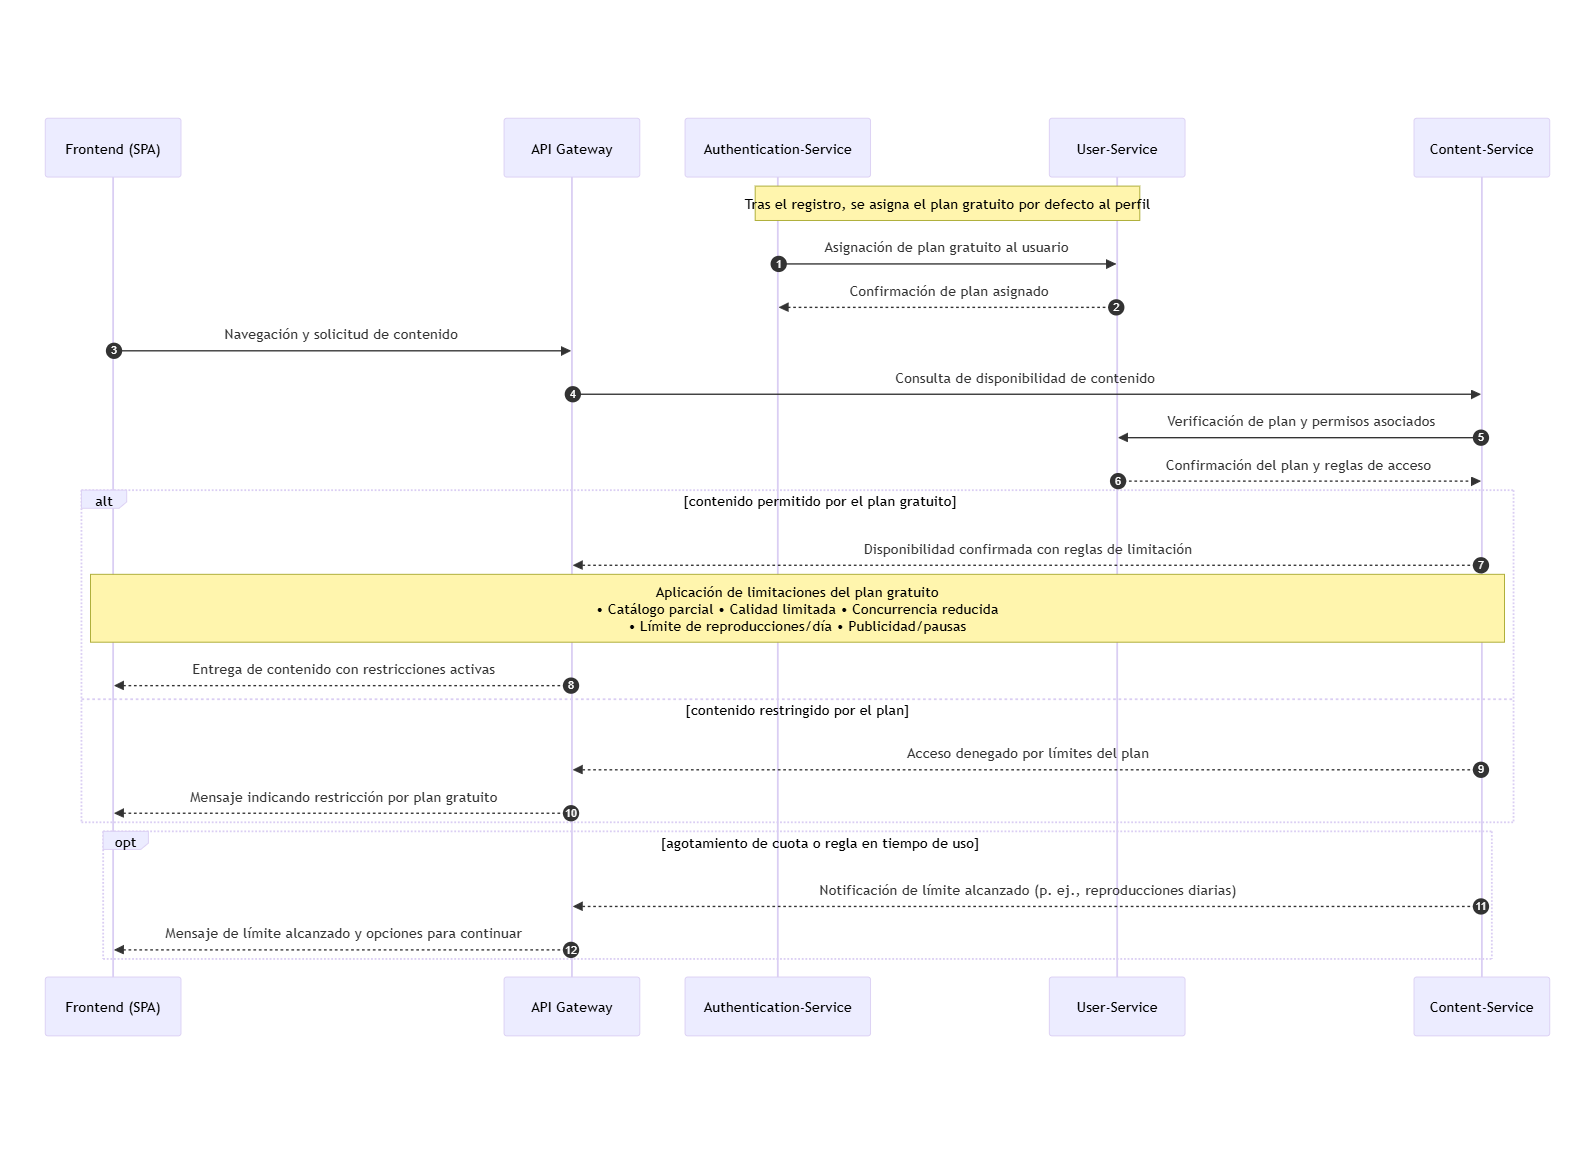 Frontend (SPA)
API Gateway
Authentication-Service
User-Service
Content-Service
Tras el registro, se asigna el plan gratuito por defecto al perfil
Asignación de plan gratuito al usuario
1
Confirmación de plan asignado
2
Navegación y solicitud de contenido
3
Consulta de disponibilidad de contenido
4
Verificación de plan y permisos asociados
5
Confirmación del plan y reglas de acceso
6
alt
[contenido permitido por el plan gratuito]
Disponibilidad confirmada con reglas de limitación
7
Aplicación de limitaciones del plan gratuito
• Catálogo parcial • Calidad limitada • Concurrencia reducida
• Límite de reproducciones/día • Publicidad/pausas
Entrega de contenido con restricciones activas
8
[contenido restringido por el plan]
Acceso denegado por límites del plan
9
Mensaje indicando restricción por plan gratuito
10
opt
[agotamiento de cuota o regla en tiempo de uso]
Notificación de límite alcanzado (p. ej., reproducciones diarias)
11
Mensaje de límite alcanzado y opciones para continuar
12
Frontend (SPA)
API Gateway
Authentication-Service
User-Service
Content-Service